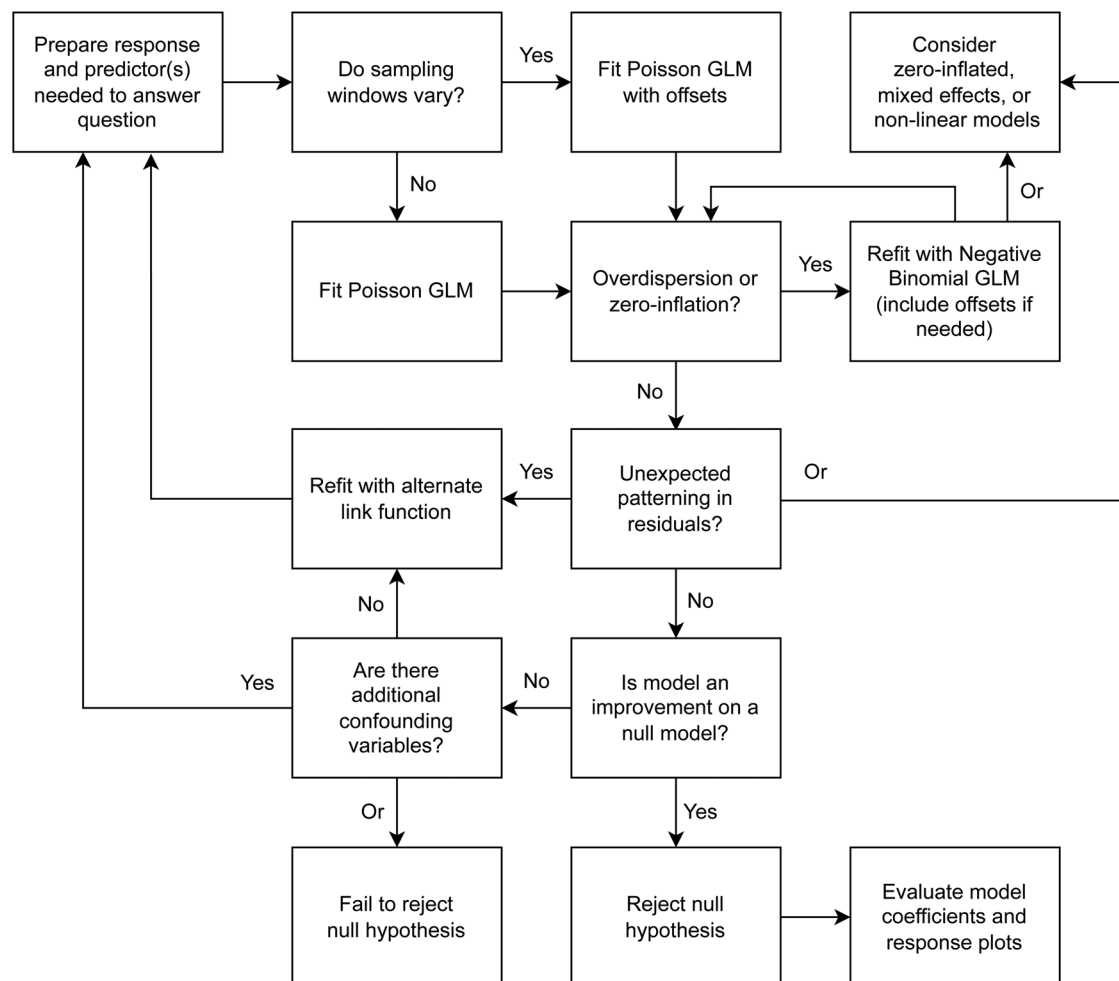 Prepare response
and predictor(s)
needed to answer
question
Do sampling
windows vary?
Yes
Fit Poisson GLM
with offsets
Consider
zero-inflated,
mixed effects, or
non-linear models
No
Or
Fit Poisson GLM
Overdispersion or
zero-inflation?
Yes
Refit with Negative
Binomial GLM
(include offsets if
needed)
No
Refit with alternate
link function
Yes
Unexpected
patterning in
residuals?
Or
No
No
Yes
Are there
additional
confounding
variables?
No
Is model an
improvement on a
null model?
Or
Yes
Fail to reject
null hypothesis
Reject null
hypothesis
Evaluate model
coefficients and
response plots